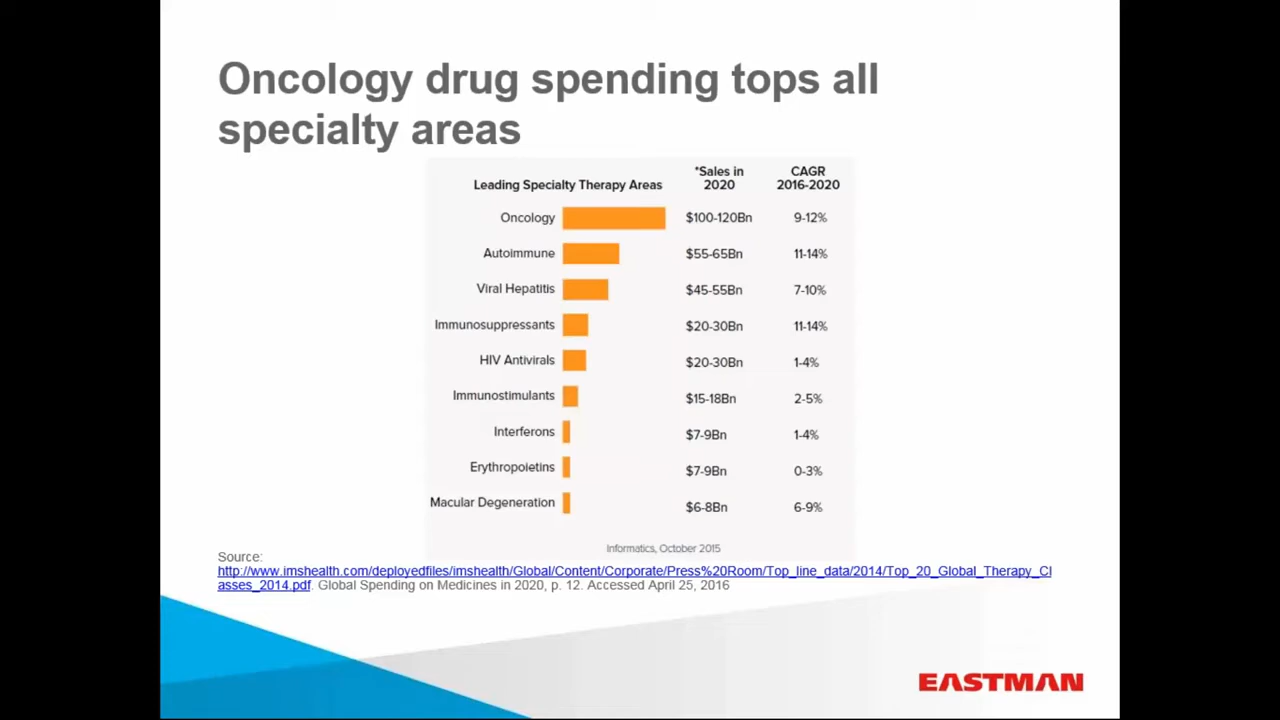 Oncology drug spending tops all
specialty areas
Leading Specialty Therapy Areas
*Sales in
2020
CAGR
2016-2020
Oncology $100-120Bn 9-12%
Autoimmune $55-65Bn 11-14%
Viral Hepatitis $45-55Bn 7-10%
Immunosuppressants $20-30Bn 11-14%
HIV Antivirals $20-30Bn 1-4%
Immunostimulants $15-18Bn 2-5%
Interferons $7-9Bn 1-4%
Erythropoietins $7-9Bn 0-3%
Macular Degeneration $6-8Bn 6-9%
Informatics, October 2015
Source:
http://www.imshealth.com/deployedfiles/imshealth/Global/Content/Corporate/Press%20Room/Top_line_data/2014/Top_20_Global_Therapy_Cl
asses_2014.pdf. Global Spending on Medicines in 2020, p. 12. Accessed April 25, 2016
EASTMAN